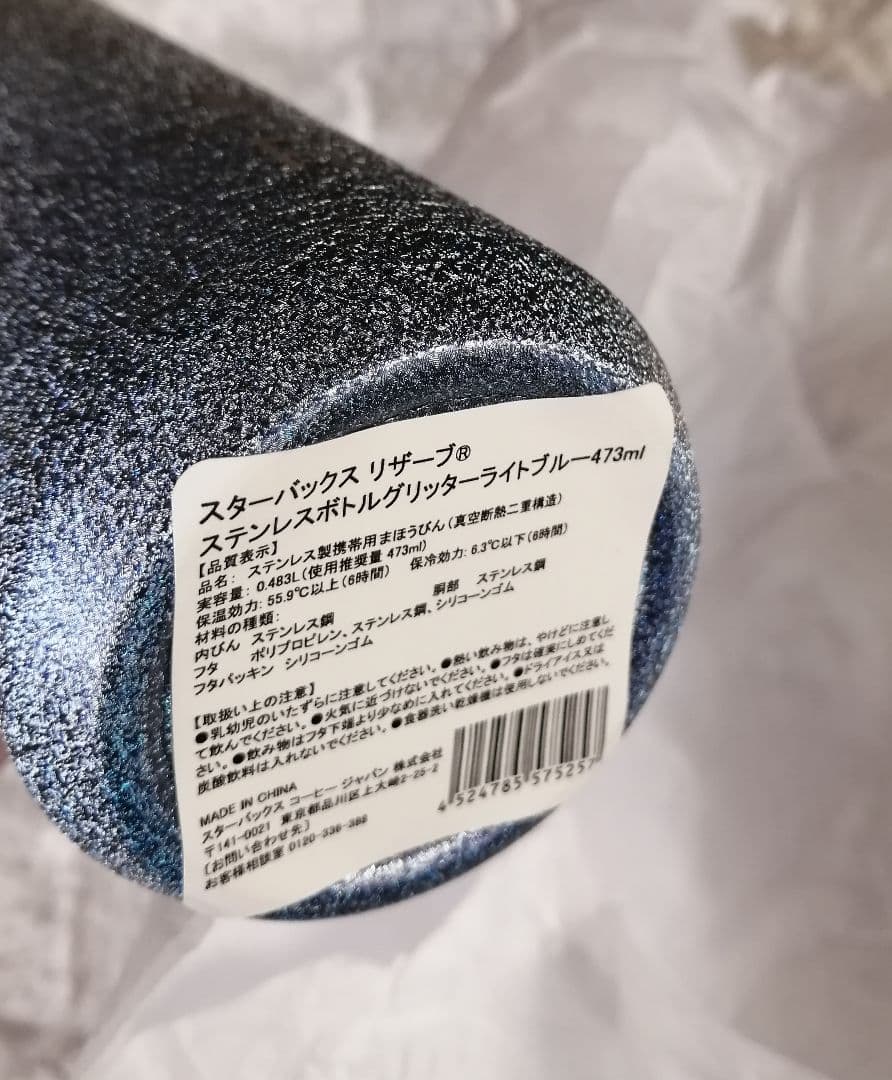 スターバックス リザーブ®
ステンレスボトルグリッターライトブルー473ml
【品質表示】
品名: ステンレス製携帯用まほうびん(真空断熱二重構造)
実容量: 0.483L(使用推奨量 473ml)
保温効力: 55.9℃以上(6時間) 保冷効力: 6.3℃以下(6時間)
材料の種類:
内びん ステンレス鋼 胴部 ステンレス鋼
フタ ポリプロピレン、ステンレス鋼、シリコーンゴム
フタパッキン シリコーンゴム
【取扱い上の注意】
●乳幼児のいたずらに注意してください。●熱い飲み物は、やけどに注意し
て飲んでください。●火気に近づけないでください。●フタは確実にしめてくだ
さい。●飲み物はフタ下端より少なめに入れてください。●ドライアイス又は
炭酸飲料は入れないでください。●食器洗い乾燥機は使用しないでください。
MADE IN CHINA
スターバックス コーヒー ジャパン 株式会社
〒141-0021 東京都品川区上大崎2-25-2
〔お問い合わせ先〕
お客様相談室 0120-336-388
4 524785 575257